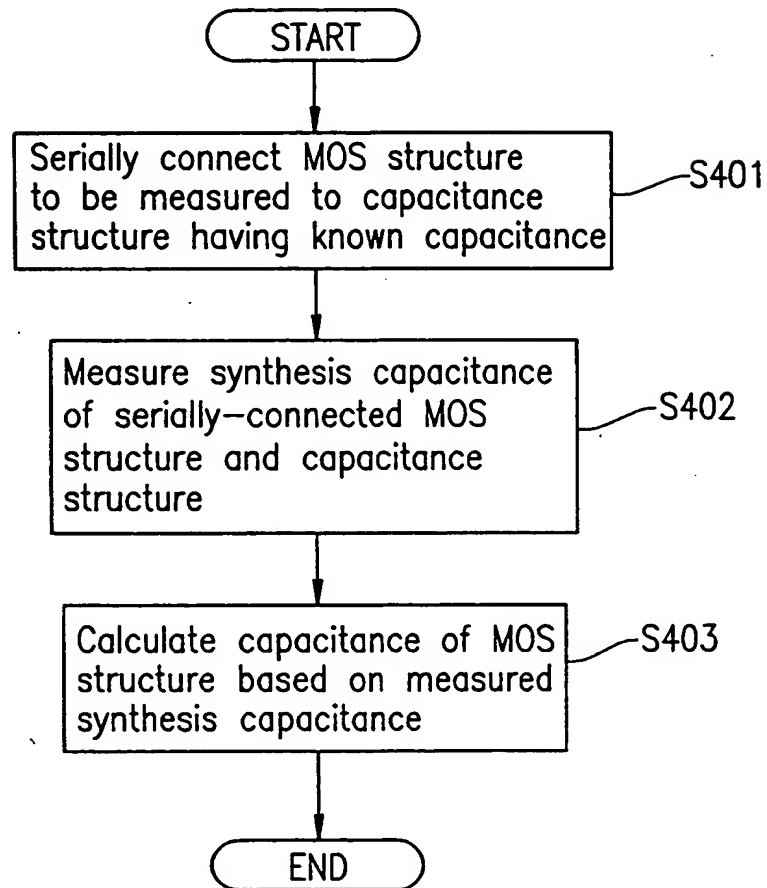 START
Serially connect MOS structure
to be measured to capacitance
structure having known capacitance
S401
Measure synthesis capacitance
of serially-connected MOS
structure and capacitance
structure
S402
Calculate capacitance of MOS
structure based on measured
synthesis capacitance
S403
END